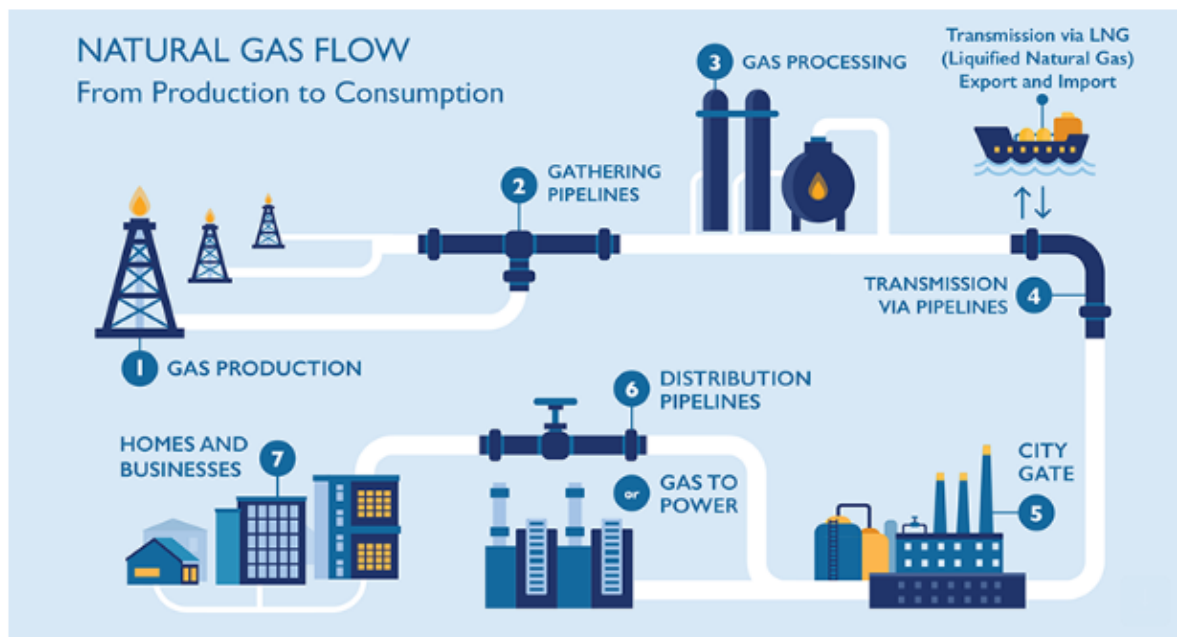 NATURAL GAS FLOW
From Production to Consumption
3 GAS PROCESSING
Transmission via LNG
(Liquified Natural Gas)
Export and Import
2 GATHERING
PIPELINES
TRANSMISSION
VIA PIPELINES 4
1 GAS PRODUCTION
6 DISTRIBUTION
PIPELINES
HOMES AND
BUSINESSES 7
or GAS TO
POWER
CITY
GATE
5